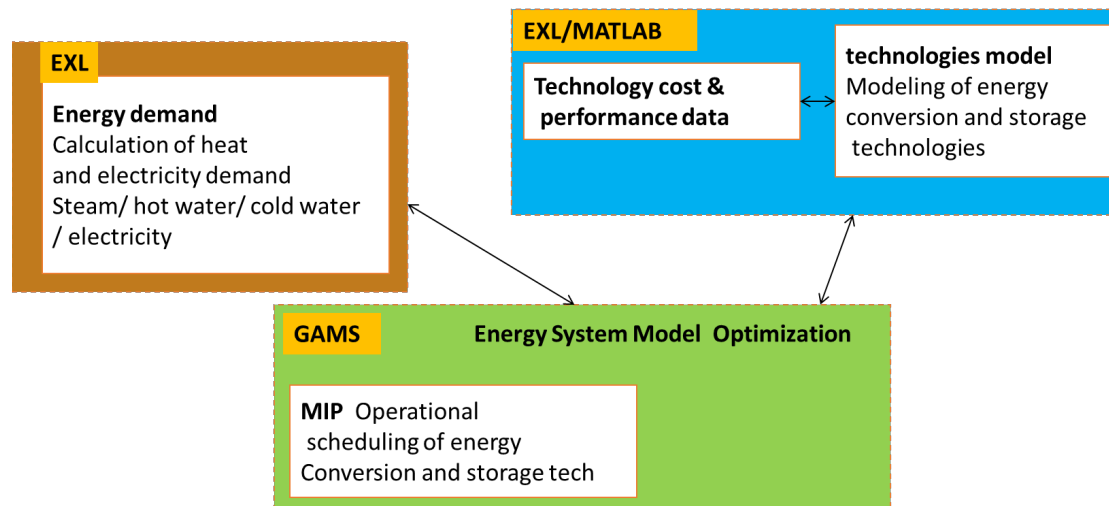 EXL
Energy demand
Calculation of heat
and electricity demand
Steam/ hot water/ cold water
/ electricity
EXL/MATLAB
Technology cost &
performance data
technologies model
Modeling of energy
conversion and storage
technologies
GAMS
Energy System Model Optimization
MIP Operational
scheduling of energy
Conversion and storage tech